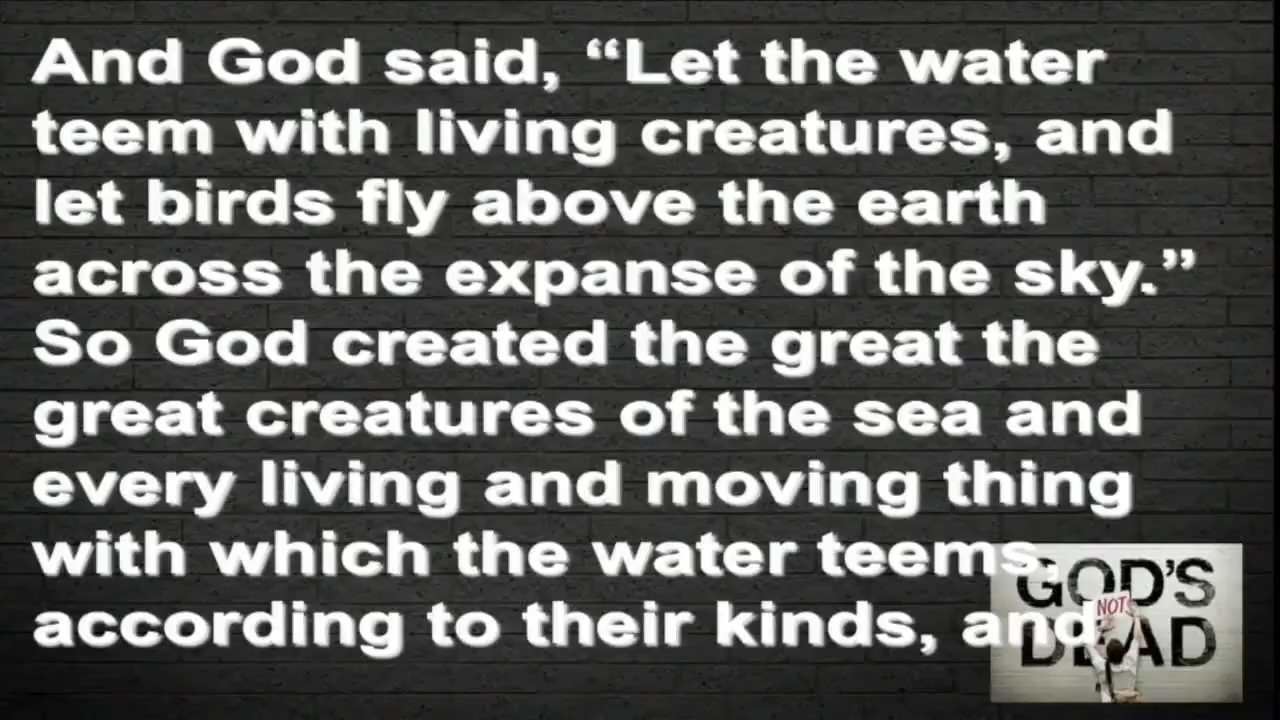 And God said, “Let the water
teem with living creatures, and
let birds fly above the earth
across the expanse of the sky.”
So God created the great the
great creatures of the sea and
every living and moving thing
with which the water teems,
according to their kinds, and
GOD’S
NOT
DEAD